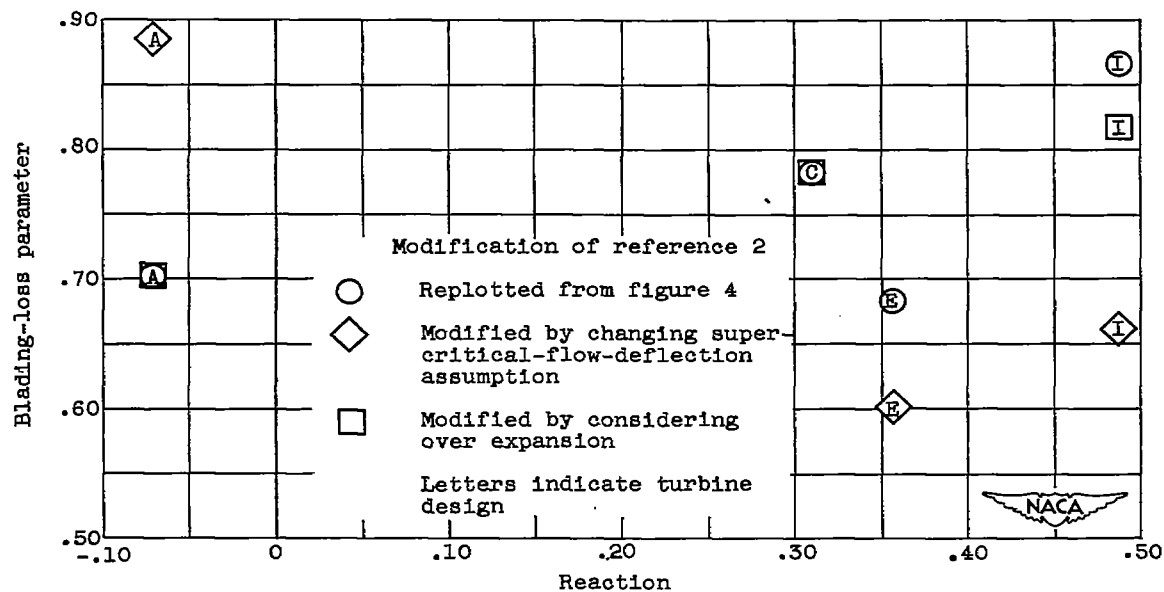 .90
A
I
I
.80
C
Blading-loss parameter
Modification of reference 2
.70
A
Replotted from figure 4
E
Modified by changing super-
critical-flow-deflection
assumption
I
.60
E
Modified by considering
over expansion
Letters indicate turbine
design
NACA
.50
-.10
0
.10
.20
.30
.40
.50
Reaction